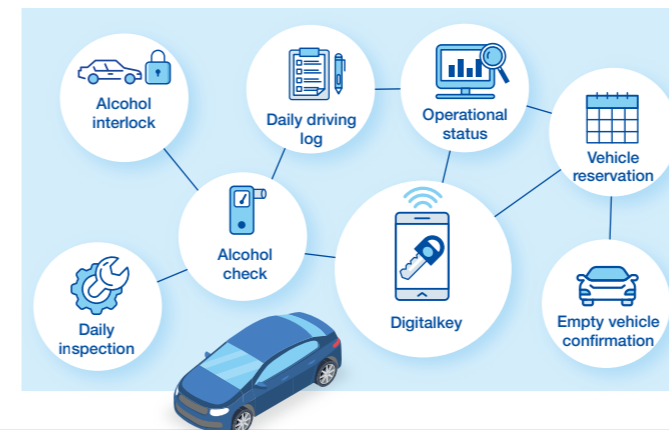 Alcohol
interlock
Daily driving
log
Operational
status
Vehicle
reservation
Alcohol
check
Digitalkey
Daily
inspection
Empty vehicle
confirmation